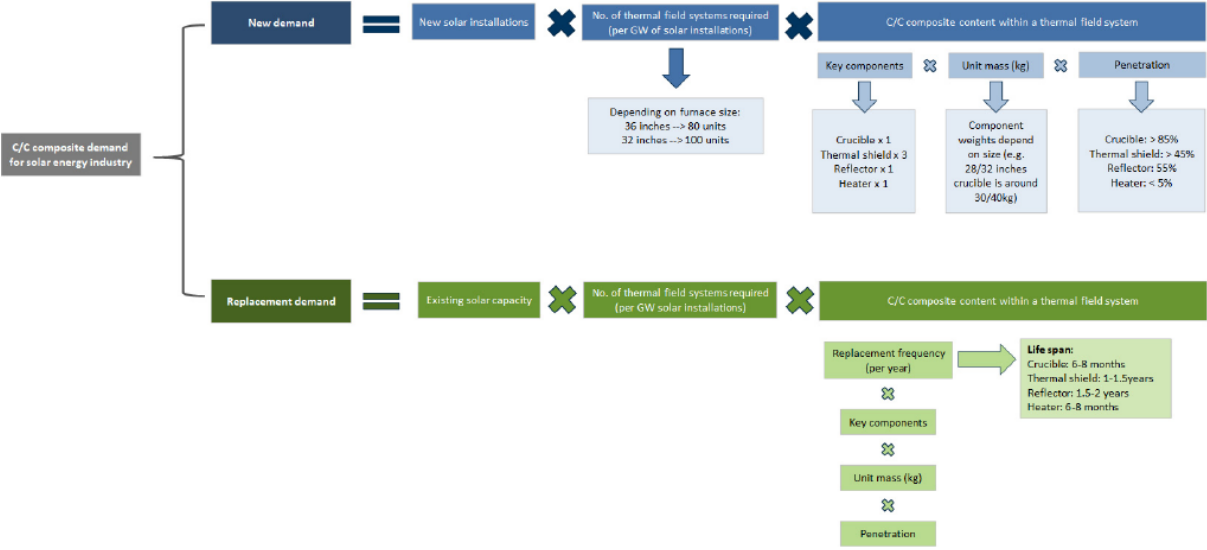 New demand
New solar installations
No. of thermal field systems required
(per GW of solar installations)
C/C composite content within a thermal field system
Key components
Unit mass (kg)
Penetration
Depending on furnace size:
36 inches --> 80 units
32 inches --> 100 units
Crucible x 1
Thermal shield x 3
Reflector x 1
Heater x 1
Component
weights depend
on size (e.g.
28/32 inches
crucible is around
30/40kg)
Crucible: > 85%
Thermal shield: > 45%
Reflector: 55%
Heater: < 5%
C/C composite demand
for solar energy industry
Replacement demand
Existing solar capacity
No. of thermal field systems required
(per GW solar installations)
C/C composite content within a thermal field system
Replacement frequency
(per year)
Life span:
Crucible: 6-8 months
Thermal shield: 1-1.5years
Reflector: 1.5-2 years
Heater: 6-8 months
Key components
Unit mass (kg)
Penetration